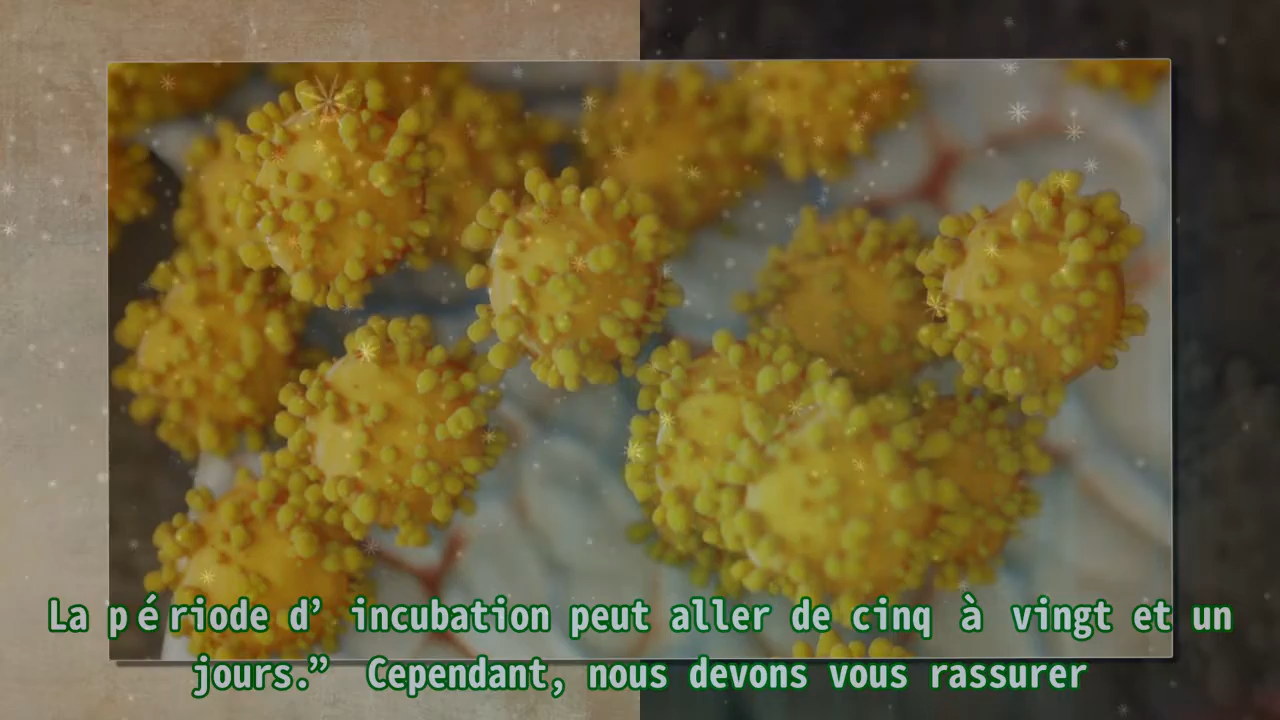 La période d’ incubation peut aller de cinq à vingt et un
jours.” Cependant, nous devons vous rassurer